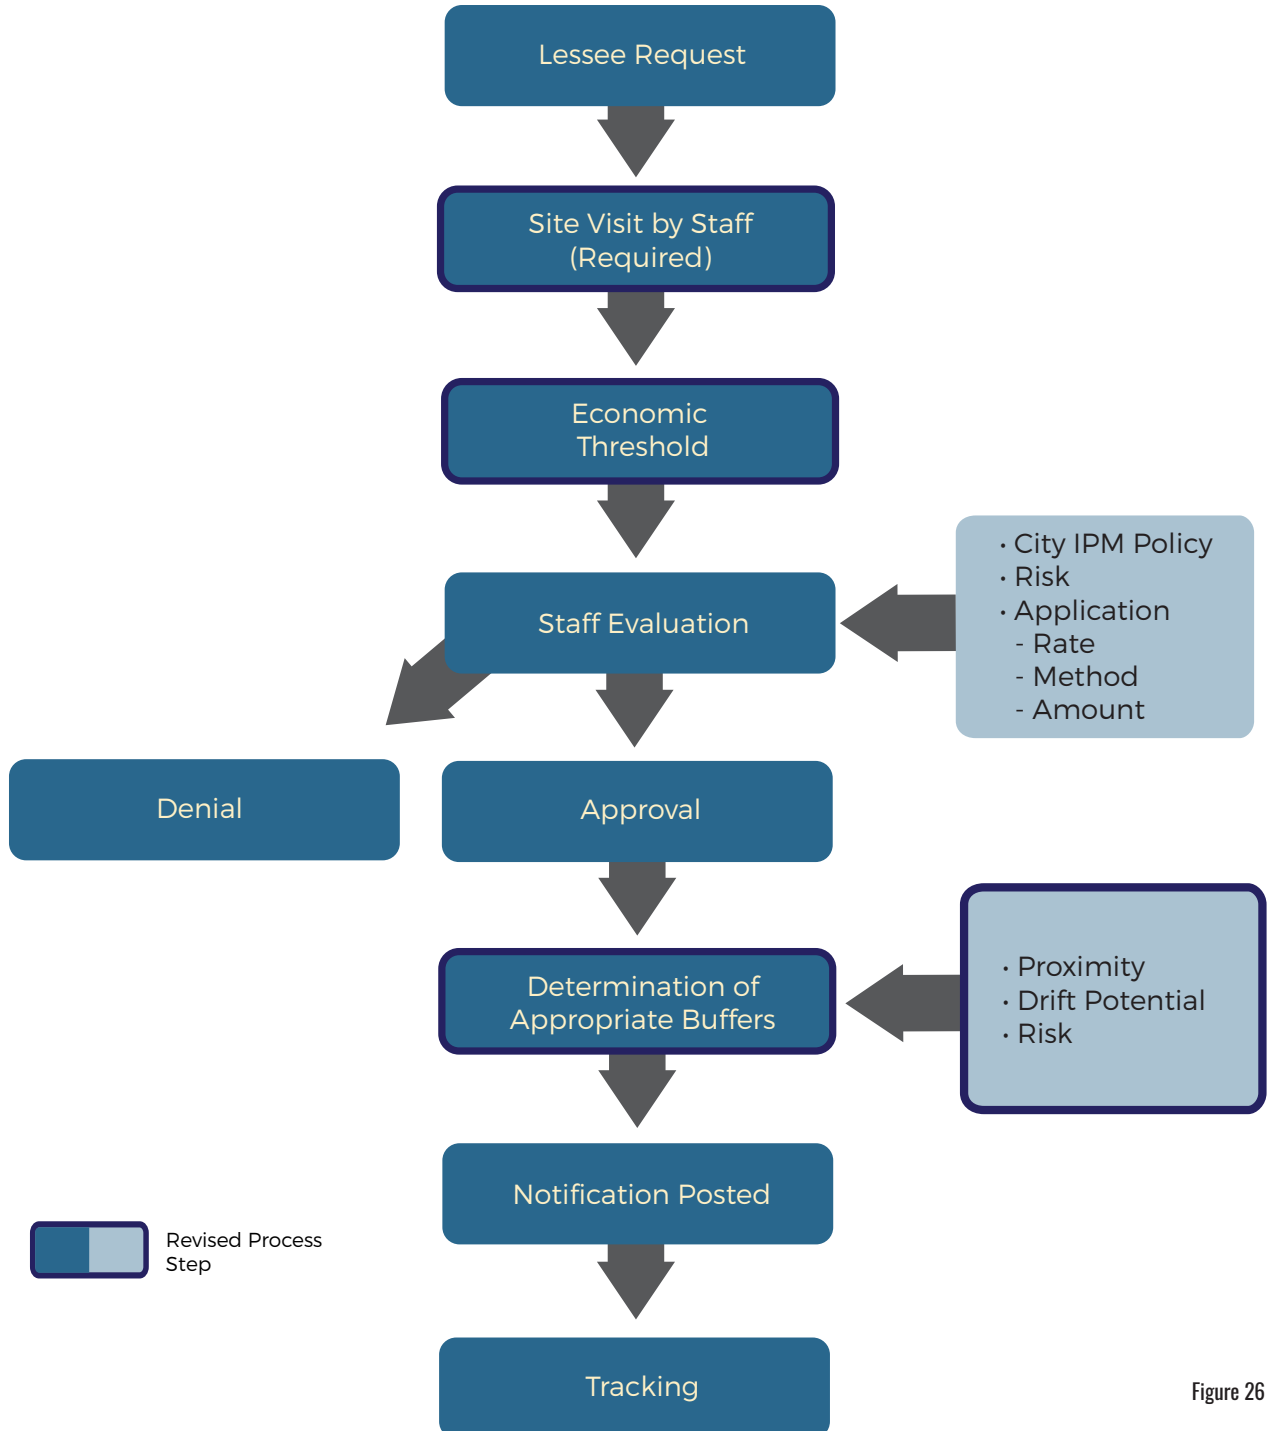 Lessee Request
Site Visit by Staff
(Required)
Economic
Threshold
Staff Evaluation
• City IPM Policy
• Risk
• Application
- Rate
- Method
- Amount
Denial
Approval
Determination of
Appropriate Buffers
• Proximity
• Drift Potential
• Risk
Notification Posted
Revised Process
Step
Tracking
Figure 26